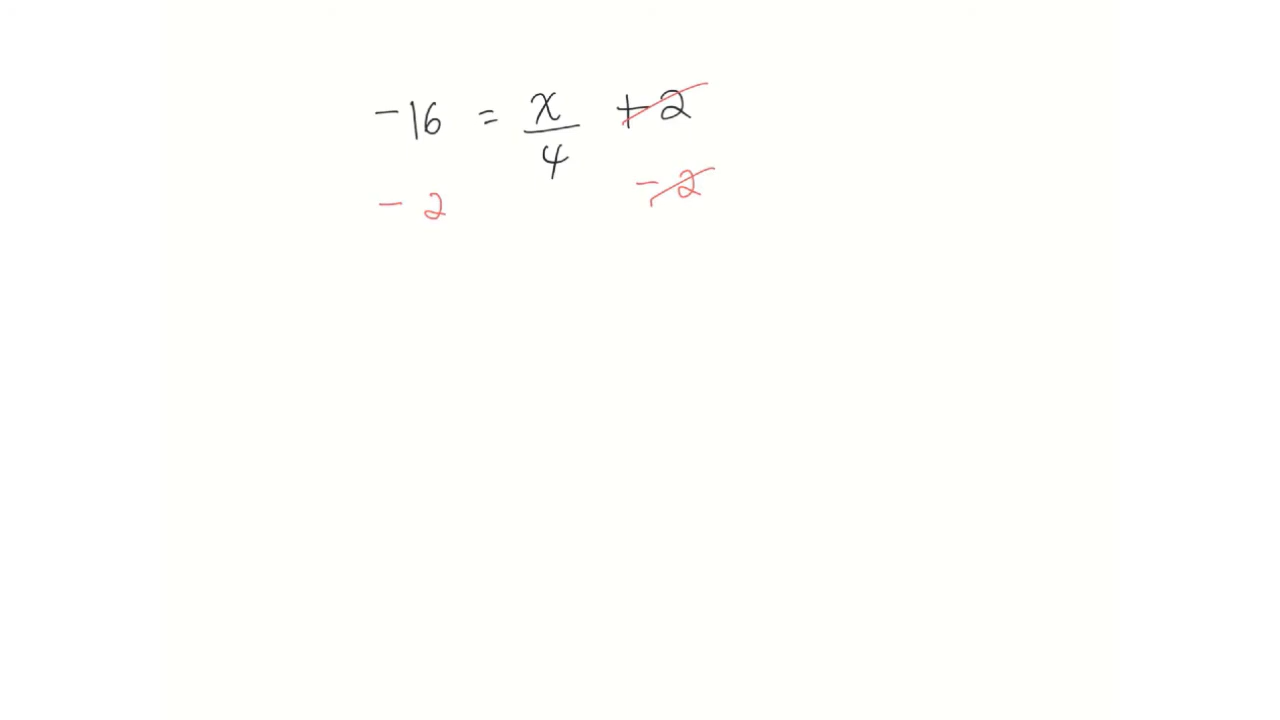 -16 = x/4 + 2
- 2 - 2